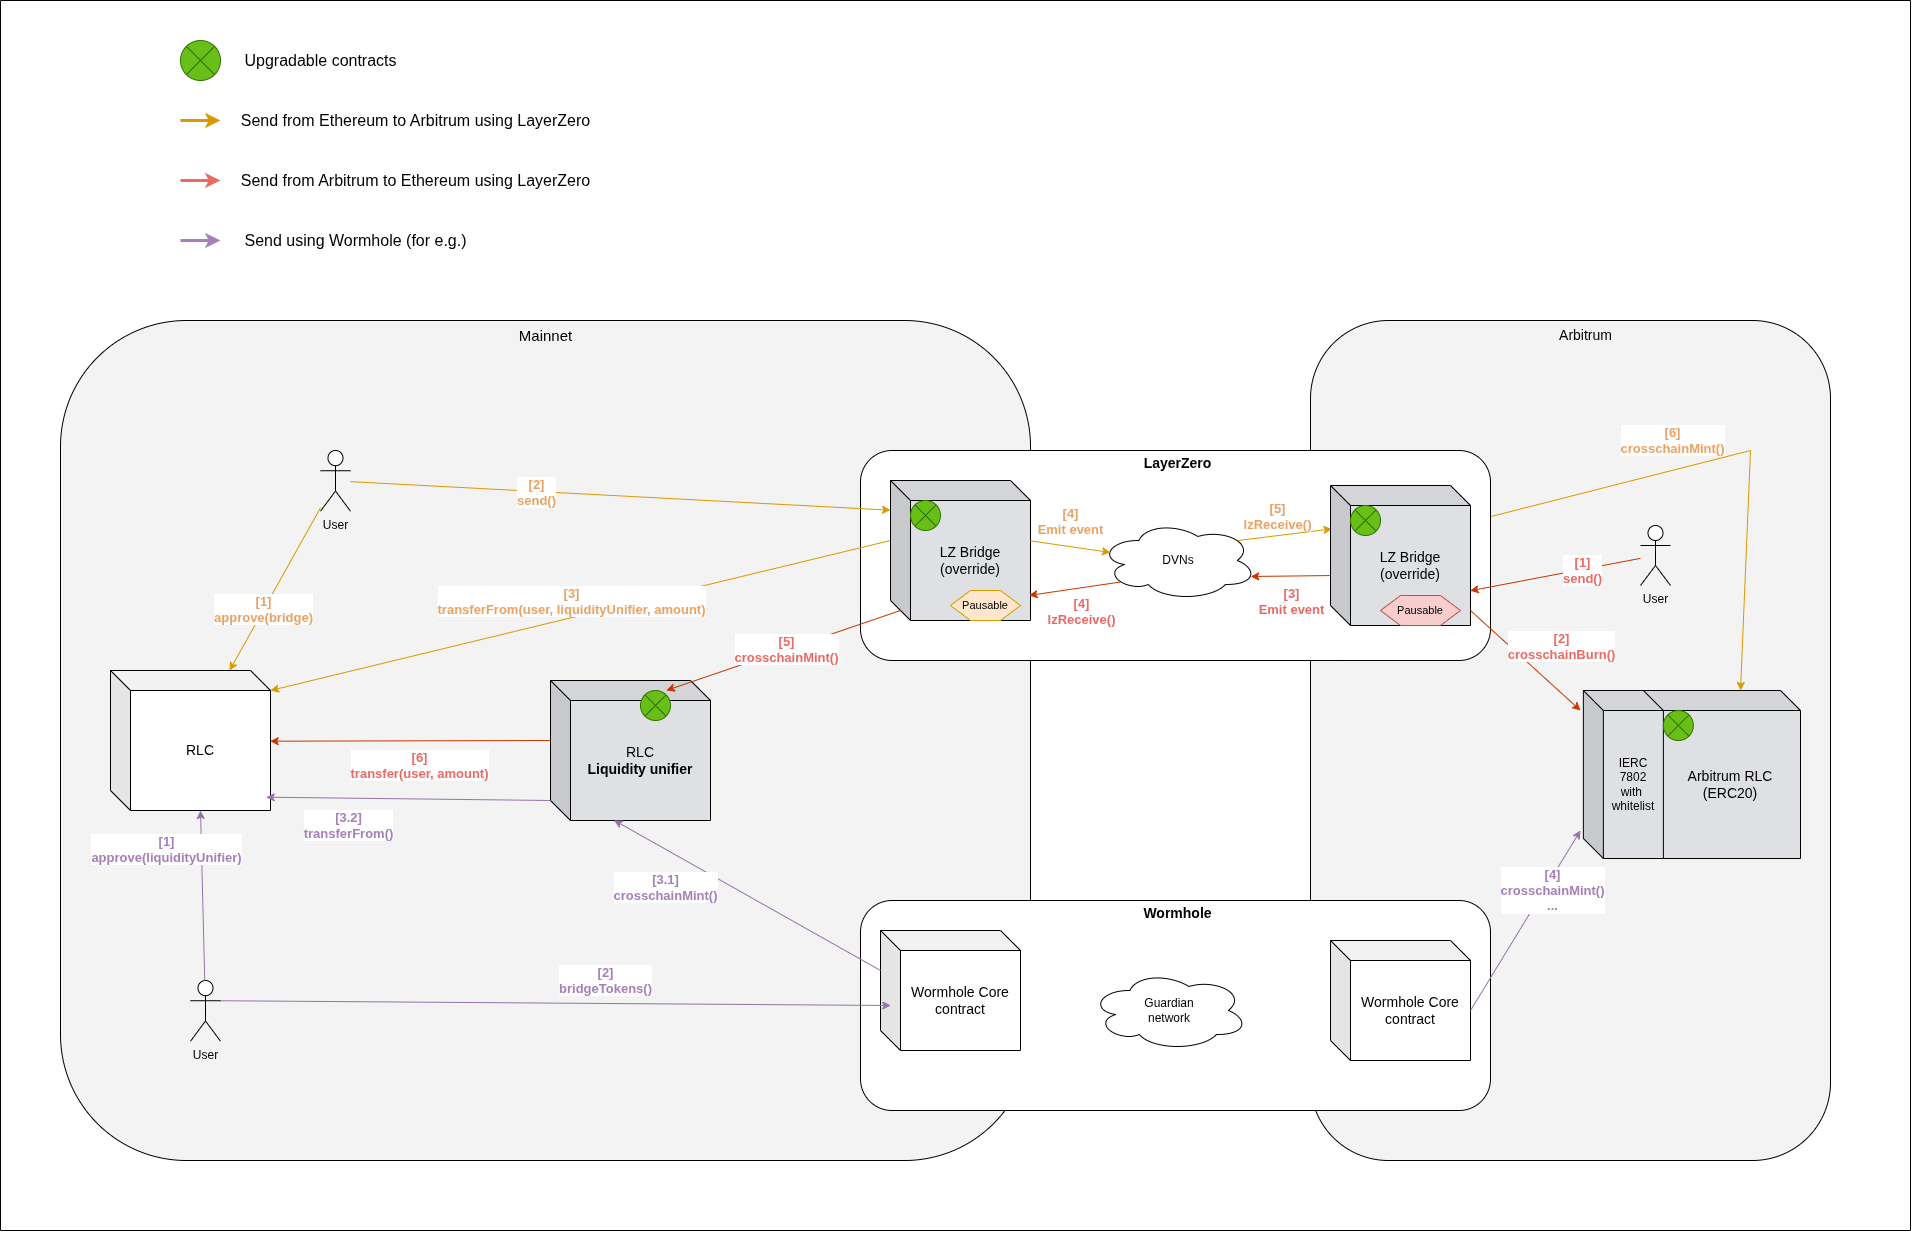 Upgradable contracts
Send from Ethereum to Arbitrum using LayerZero
Send from Arbitrum to Ethereum using LayerZero
Send using Wormhole (for e.g.)
Mainnet
Arbitrum
[6]
crosschainMint()
LayerZero
[2]
send()
User
[4]
Emit event
[5]
lzReceive()
LZ Bridge
(override)
DVNs
LZ Bridge
(override)
[1]
send()
User
[1]
approve(bridge)
[3]
transferFrom(user, liquidityUnifier, amount)
Pausable
[4]
lzReceive()
[3]
Emit event
Pausable
[5]
crosschainMint()
[2]
crosschainBurn()
RLC
RLC
Liquidity unifier
[6]
transfer(user, amount)
IERC
7802
with
whitelist
Arbitrum RLC
(ERC20)
[3.2]
transferFrom()
[1]
approve(liquidityUnifier)
[3.1]
crosschainMint()
[4]
crosschainMint()
...
Wormhole
[2]
bridgeTokens()
Wormhole Core
contract
Guardian
network
Wormhole Core
contract
User